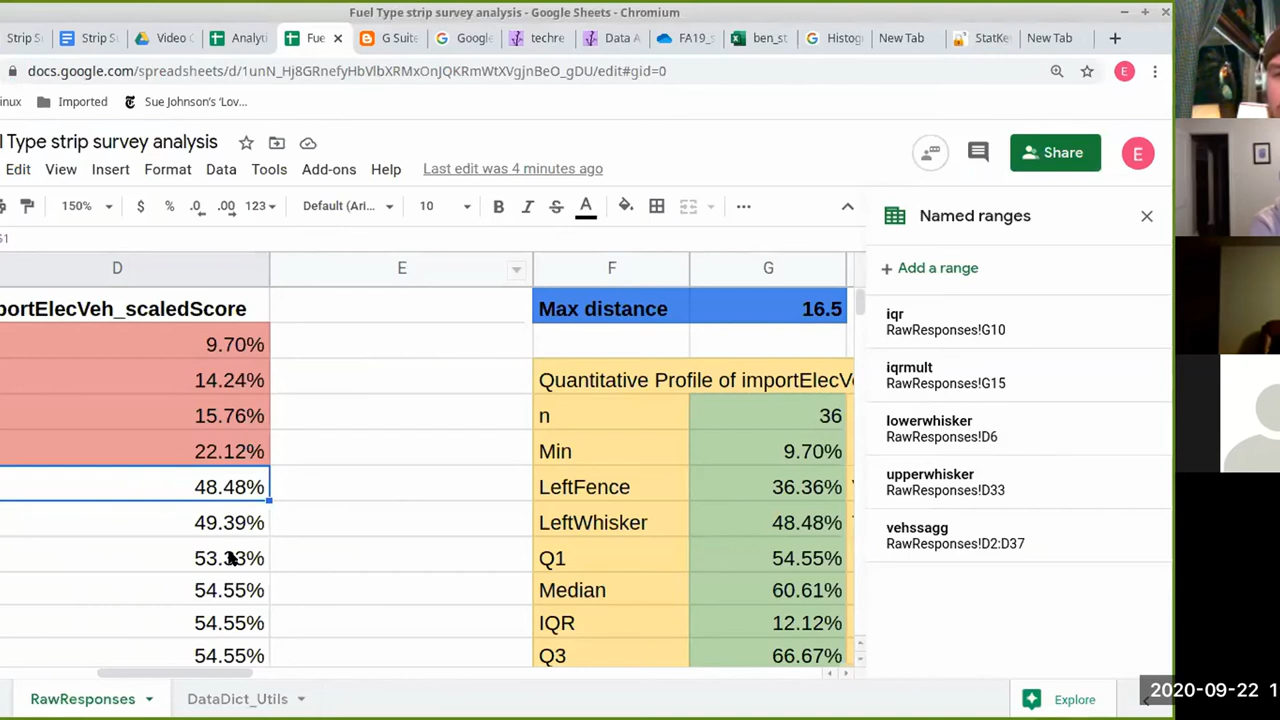 Fuel Type strip survey analysis - Google Sheets - Chromium
Strip S Strip S Video Analyti Fue G Suite Google techre Data A FA19_s ben_st Histog New Tab StatKe New Tab
docs.google.com/spreadsheets/d/1unN_Hj8GRnefyHbVlbXRMxOnJQKRmWtXVgjnBeO_gDU/edit#gid=0 E
inux Imported Sue Johnson's 'Lov...
l Type strip survey analysis
Share E
Edit View Insert Format Data Tools Add-ons Help Last edit was 4 minutes ago
150% $ % .0 .00 123 Default (Ari... 10 B I S A
Named ranges
D E F G
+ Add a range
portElecVeh_scaledScore Max distance 16.5
9.70%
14.24% Quantitative Profile of importElecVe
15.76% n 36
22.12% Min 9.70%
48.48% LeftFence 36.36%
49.39% LeftWhisker 48.48%
53.33% Q1 54.55%
54.55% Median 60.61%
54.55% IQR 12.12%
54.55% Q3 66.67%
iqr
RawResponses!G10
iqrmult
RawResponses!G15
lowerwhisker
RawResponses!D6
upperwhisker
RawResponses!D33
vehssagg
RawResponses!D2:D37
RawResponses DataDict_Utils Explore
2020-09-22 1